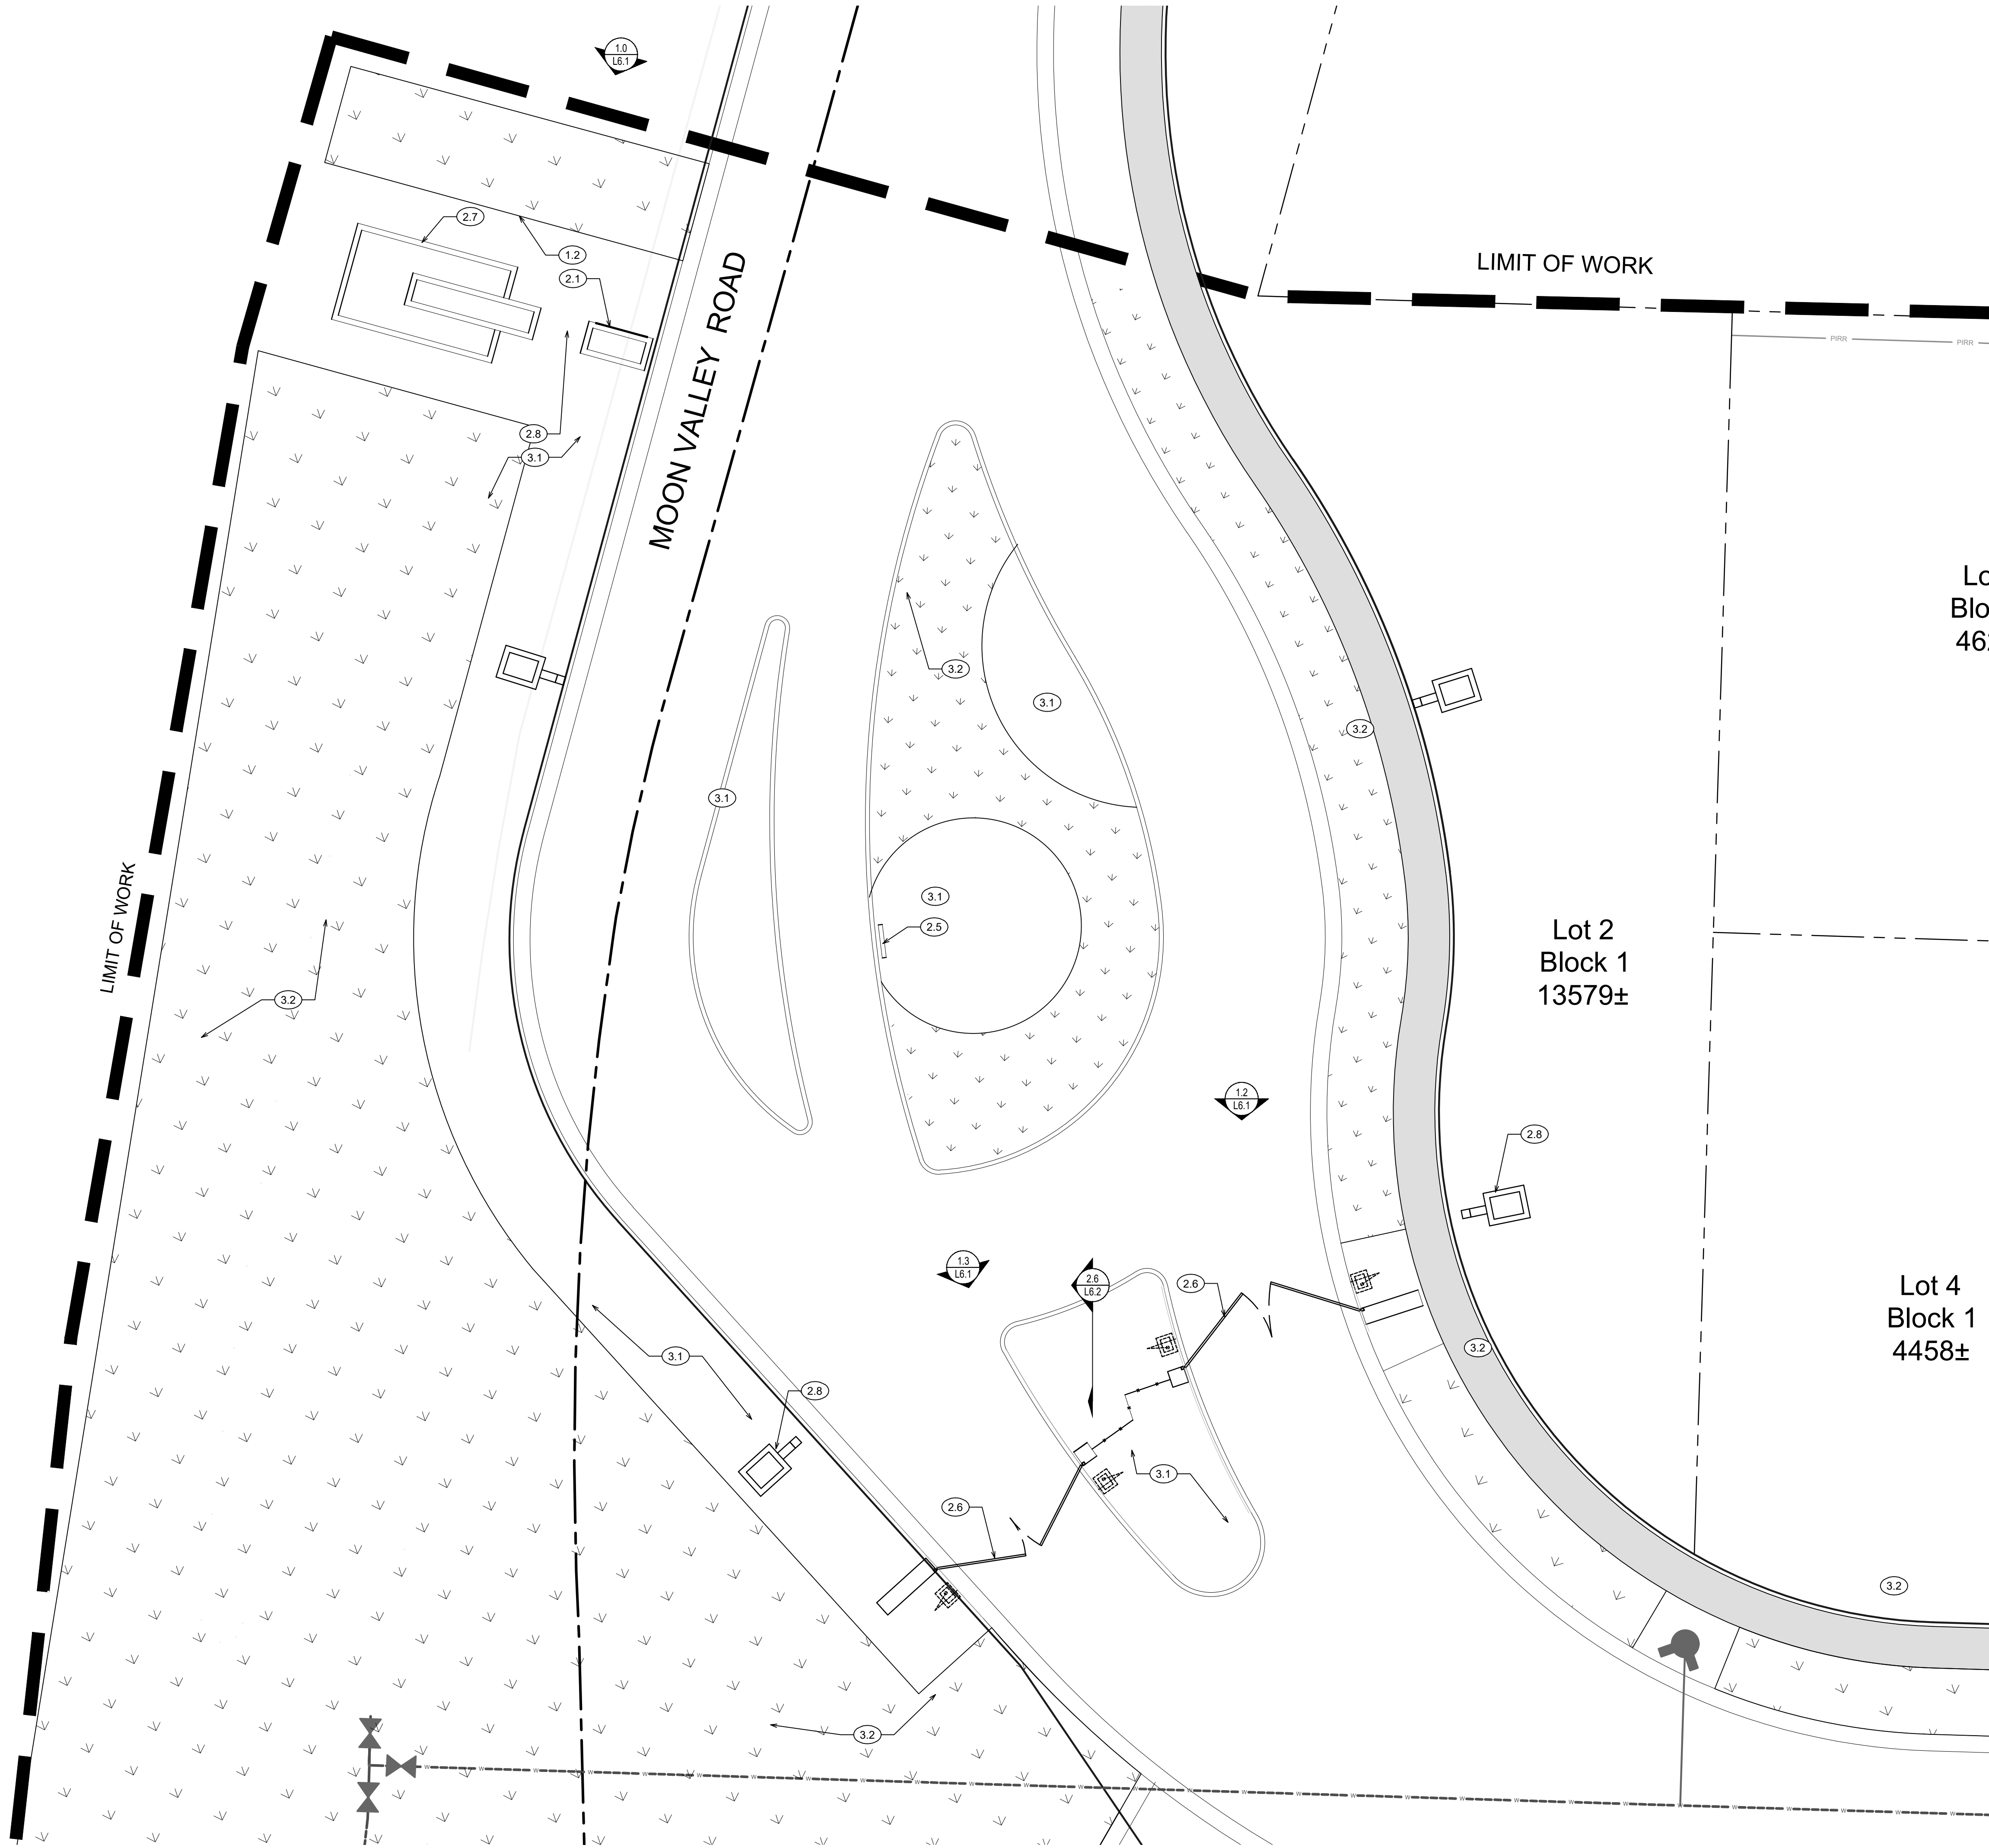 1.0
L6.1
2.7
1.2
2.1
LIMIT OF WORK
MOON VALLEY ROAD
PIRR
PIRR
2.8
3.1
Lo
Blo
46
3.2
3.1
3.2
3.1
LIMIT OF WORK
3.1
2.5
Lot 2
Block 1
13579±
3.2
1.2
L6.1
2.8
1.3
L6.1
2.6
L6.2
2.6
Lot 4
Block 1
4458±
3.1
3.2
2.8
3.1
2.6
3.2
3.2
W W W W W W W W W W W W W W W W W W W W W W W W W W W W W